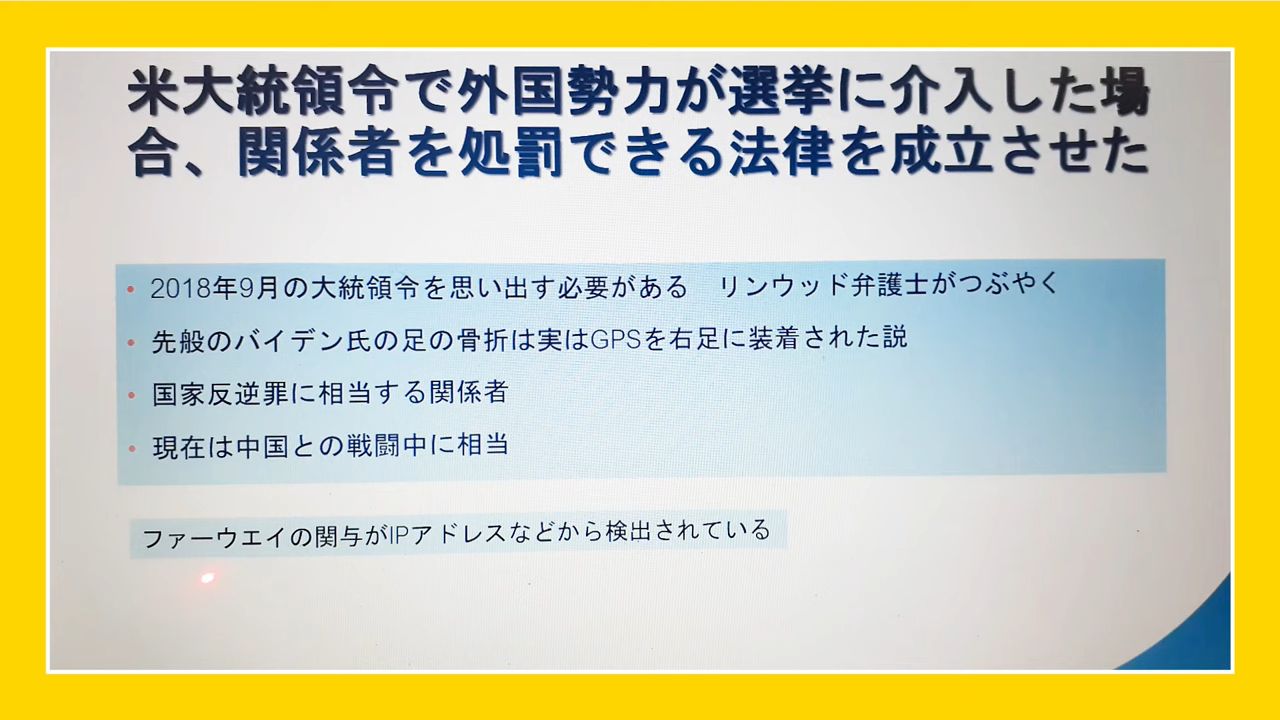 米大統領令で外国勢力が選挙に介入した場
合、関係者を処罰できる法律を成立させた
• 2018年9月の大統領令を思い出す必要がある　リンウッド弁護士がつぶやく
• 先般のバイデン氏の足の骨折は実はGPSを右足に装着された説
• 国家反逆罪に相当する関係者
• 現在は中国との戦闘中に相当
ファーウエイの関与がIPアドレスなどから検出されている